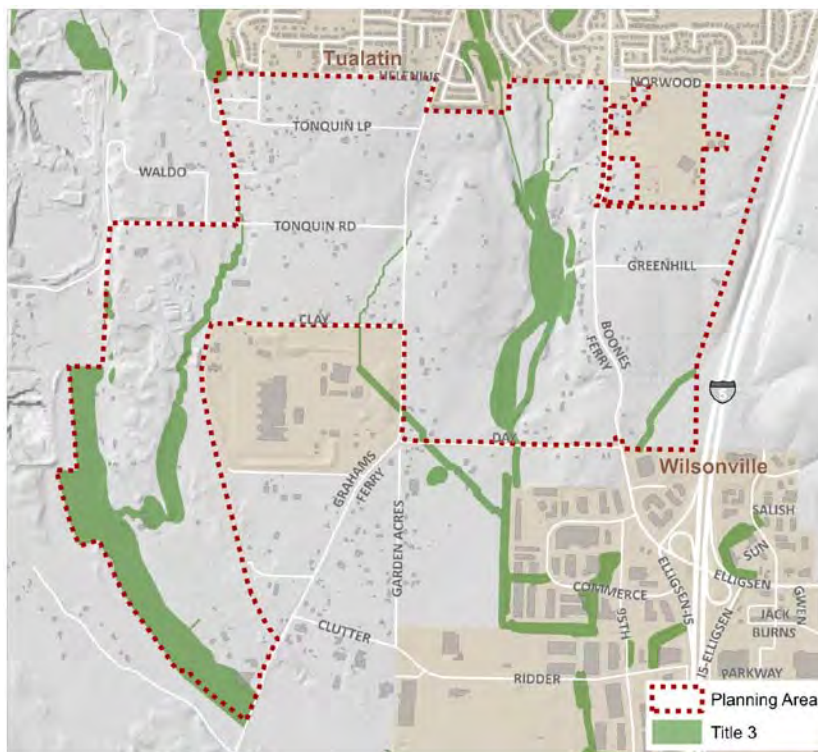 Tualatin
HELENIUS
NORWOOD
TONQUIN LP
WALDO
TONQUIN RD
GREENHILL
CLAY
BOONES
FERRY
5
DAY
Wilsonville
GRAHAMS
FERRY
GARDEN ACRES
SALISH
SUN
ELLIGSEN
COMMERCE
ELLIGSEN-I5
95TH
I5-ELLIGSEN
GWEN
JACK
BURNS
CLUTTER
RIDDER
PARKWAY
Planning Area
Title 3